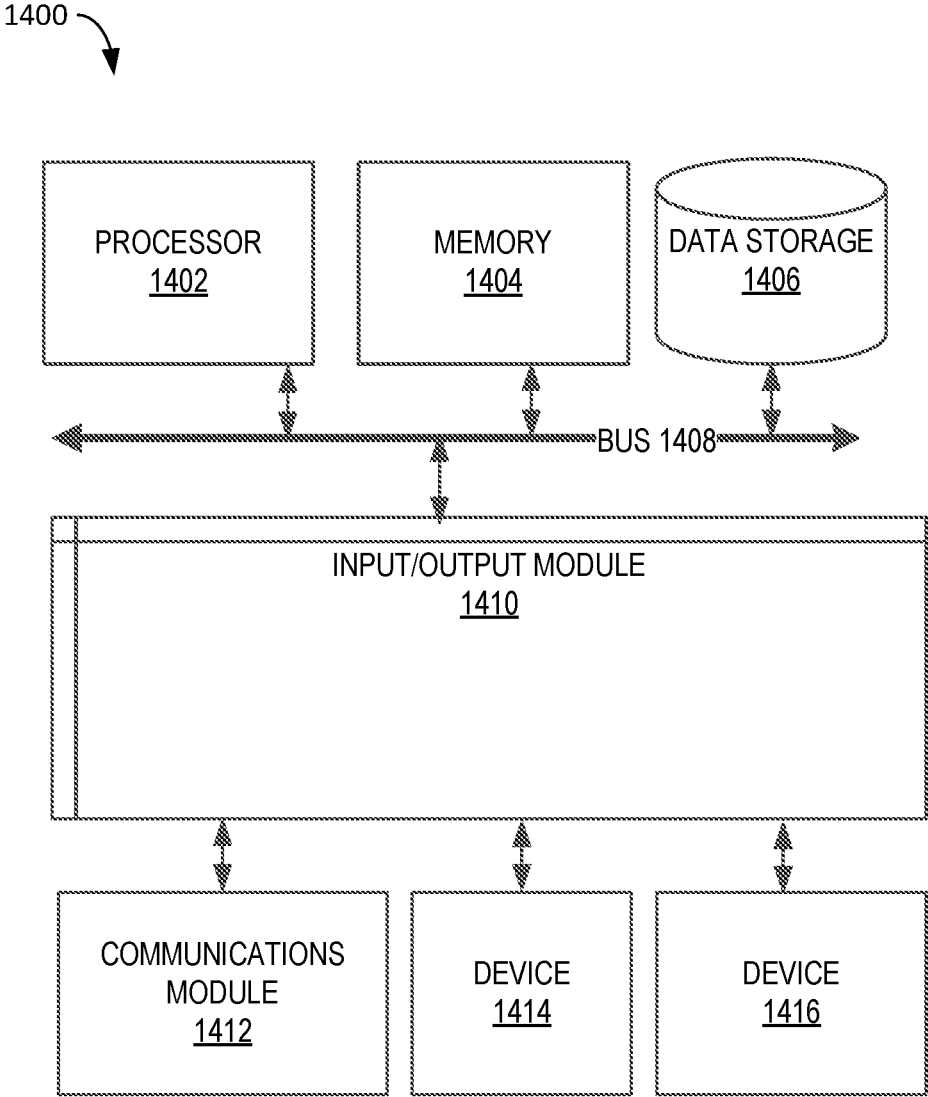 1400
PROCESSOR
1402
MEMORY
1404
DATA STORAGE
1406
BUS 1408
INPUT/OUTPUT MODULE
1410
COMMUNICATIONS
MODULE
1412
DEVICE
1414
DEVICE
1416